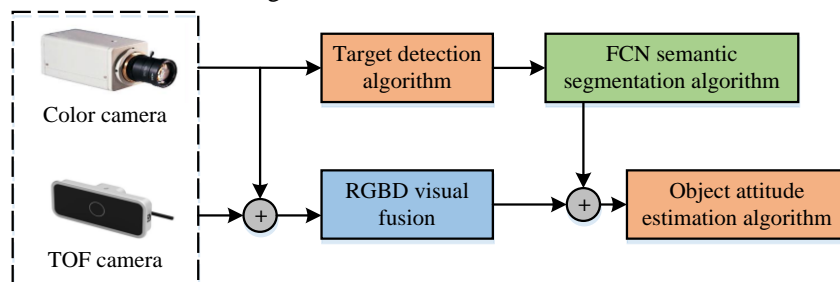 Target detection
algorithm
FCN semantic
segmentation algorithm
Color camera
RGBD visual
fusion
+
+
Object attitude
estimation algorithm
TOF camera